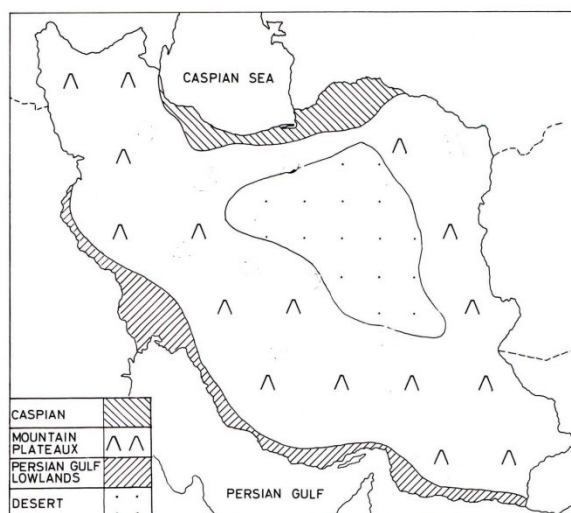 CASPIAN SEA
CASPIAN
MOUNTAIN
PLATEAUX
PERSIAN GULF
LOWLANDS
DESERT
PERSIAN GULF